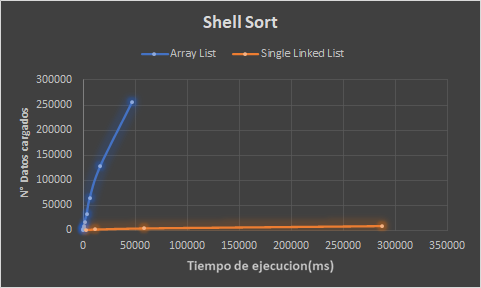 Shell Sort
Array List
Single Linked List
300000
250000
200000
150000
100000
50000
0
N° Datos cargados
0 50000 100000 150000 200000 250000 300000 350000
Tiempo de ejecucion(ms)